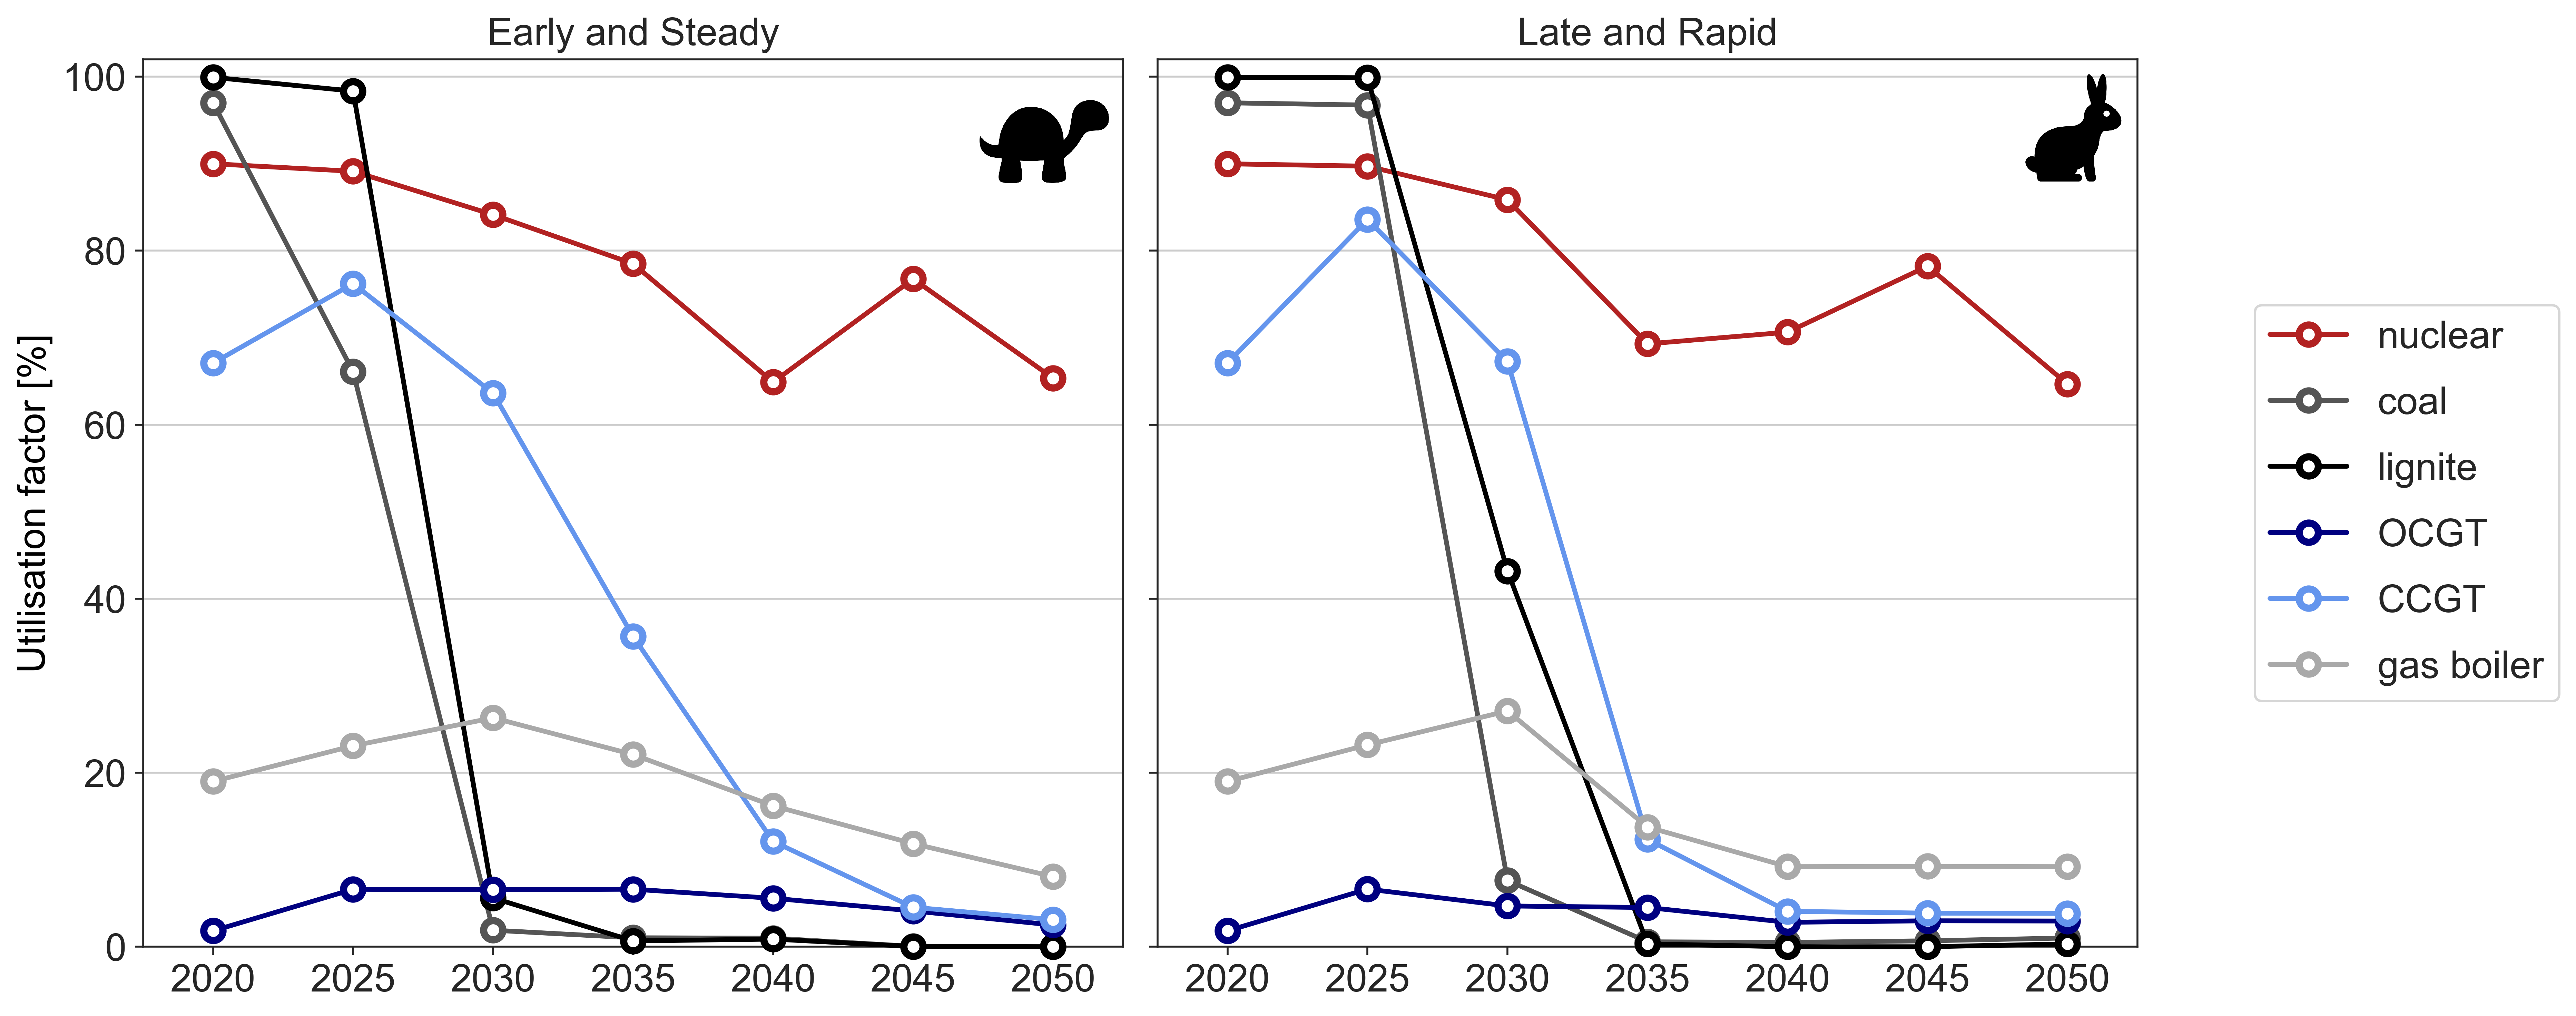 Early and Steady
Late and Rapid
Utilisation factor [%]
100
80
60
40
20
0
2020 2025 2030 2035 2040 2045 2050
2020 2025 2030 2035 2040 2045 2050
nuclear
coal
lignite
OCGT
CCGT
gas boiler